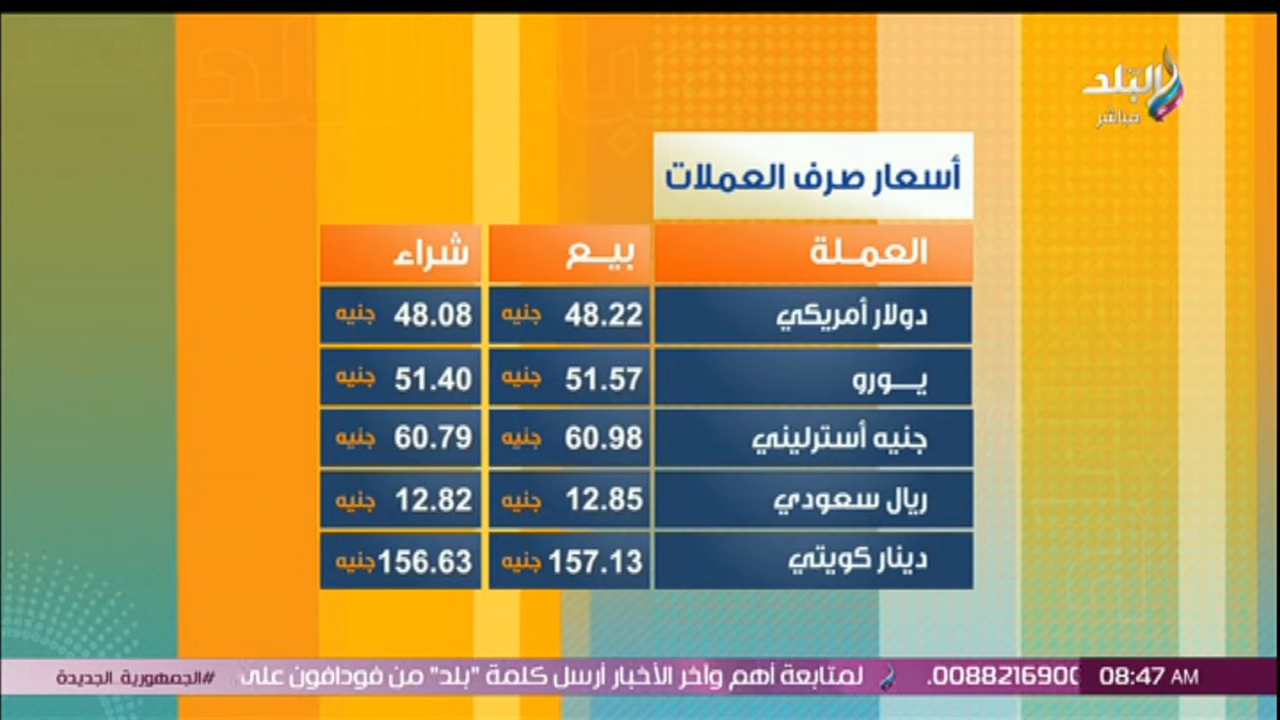 البلد
مباشر
أسعار صرف العملات
العملة بيع شراء
دولار أمريكي 48.22 جنيه 48.08 جنيه
يورو 51.57 جنيه 51.40 جنيه
جنيه أسترليني 60.98 جنيه 60.79 جنيه
ريال سعودي 12.85 جنيه 12.82 جنيه
دينار كويتي 157.13 جنيه 156.63 جنيه
08:47 AM .0088216900 لمتابعة أهم وآخر الأخبار أرسل كلمة "بلد" من فودافون على #الجمهورية_الجديدة